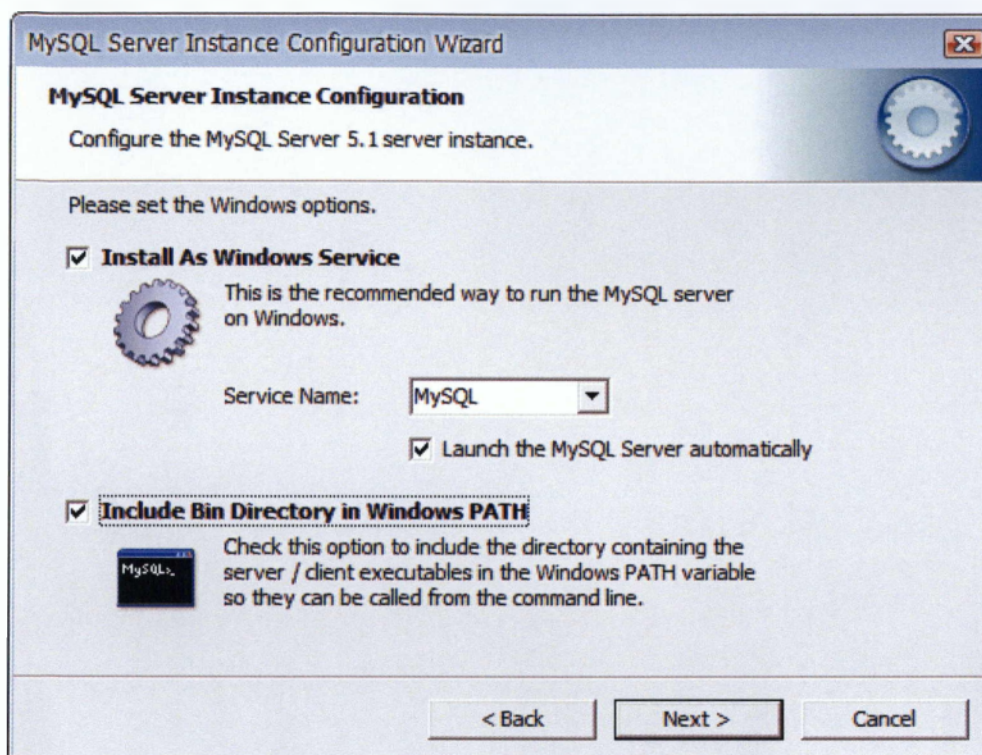 MySQL Server Instance Configuration Wizard
MySQL Server Instance Configuration
Configure the MySQL Server 5.1 server instance.
Please set the Windows options.
Install As Windows Service
This is the recommended way to run the MySQL server
on Windows.
Service Name: MySQL
Launch the MySQL Server automatically
Include Bin Directory in Windows PATH
Check this option to include the directory containing the
server / client executables in the Windows PATH variable
so they can be called from the command line.
MySQL>_
< Back Next > Cancel